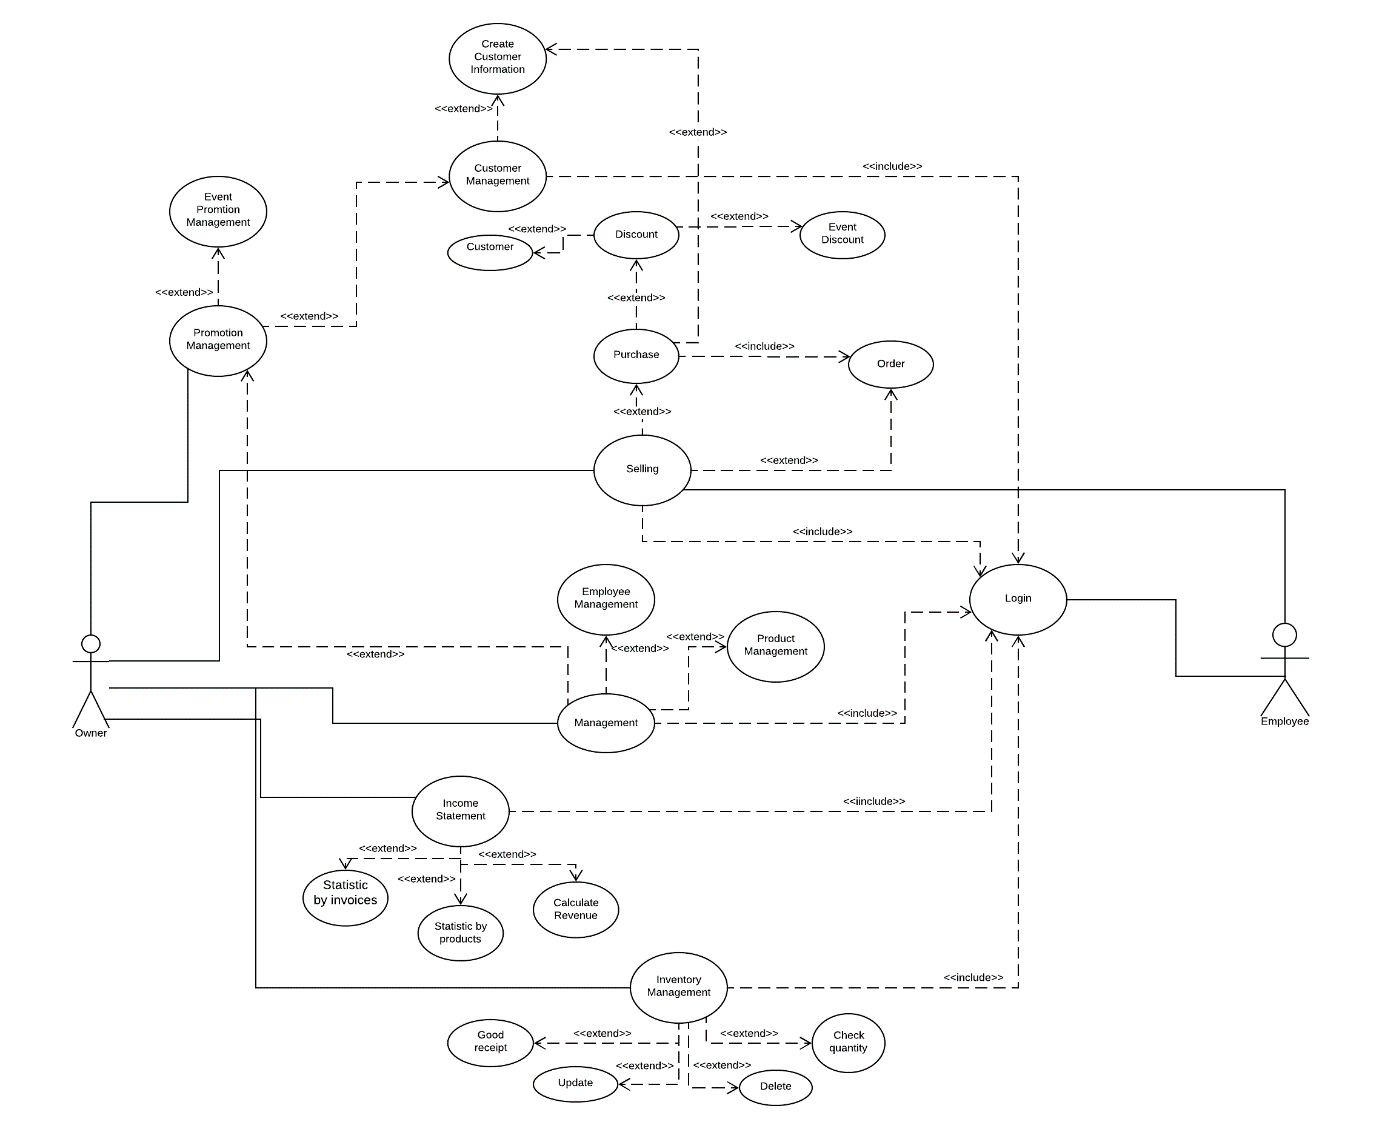 Create
Customer
Information
<<extend>>
<<extend>>
Customer
Management
<<include>>
Event
Promtion
Management
<<extend>>
Discount
<<extend>>
Event
Discount
Customer
<<extend>>
<<extend>>
<<extend>>
Promotion
Management
Purchase
<<include>>
Order
<<extend>>
Selling
<<extend>>
<<include>>
Employee
Management
Login
<<extend>>
<<extend>>
Product
Management
<<extend>>
Management
<<include>>
Owner
Employee
Income
Statement
<<iinclude>>
<<extend>>
<<extend>>
<<extend>>
Statistic
by invoices
Statistic by
products
Calculate
Revenue
Inventory
Management
<<include>>
Good
receipt
<<extend>>
<<extend>>
Check
quantity
<<extend>>
<<extend>>
Update
Delete